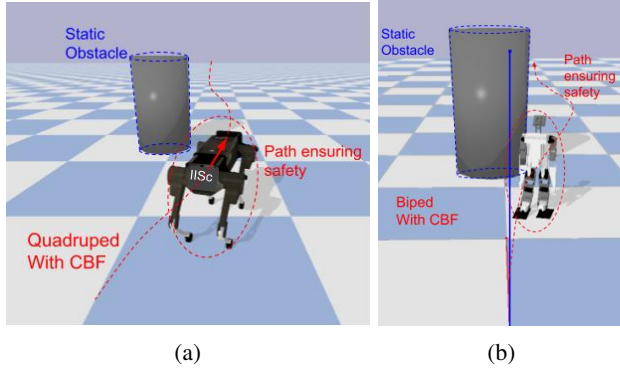 Static
Obstacle
IISc
Path ensuring
safety
Quadruped
With CBF
(a)
Static
Obstacle
Path
ensuring
safety
Biped
With CBF
(b)